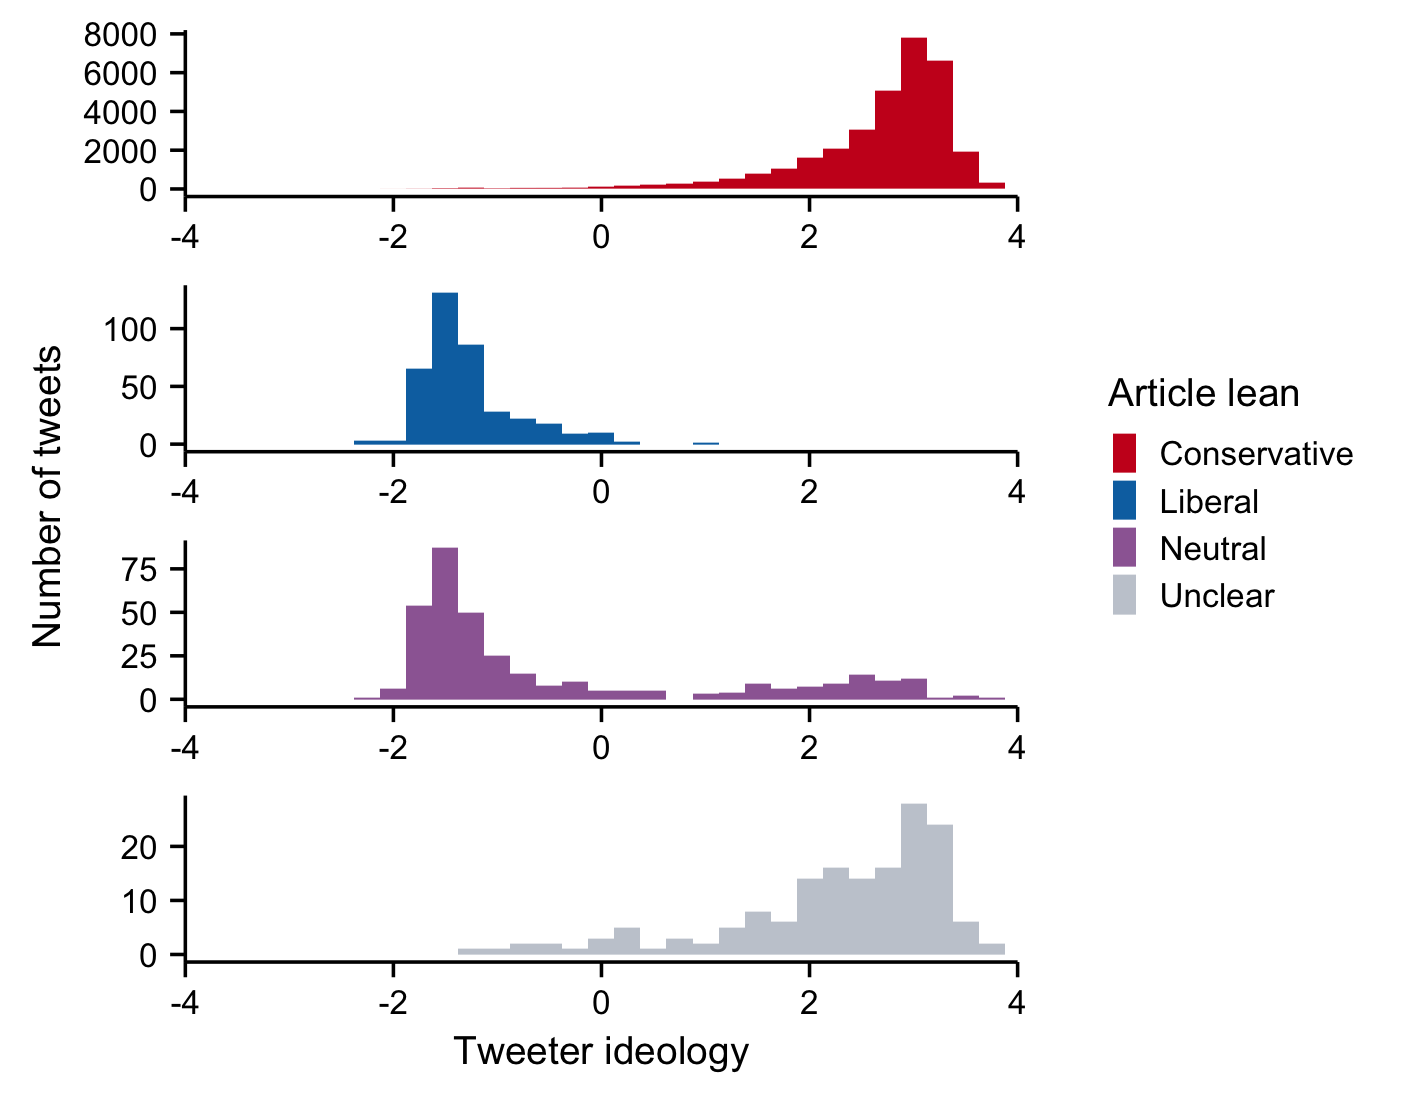 8000
6000
4000
2000
0
-4 -2 0 2 4
100
50
0
-4 -2 0 2 4
75
50
25
0
-4 -2 0 2 4
20
10
0
-4 -2 0 2 4
Number of tweets
Tweeter ideology
Article lean
Conservative
Liberal
Neutral
Unclear